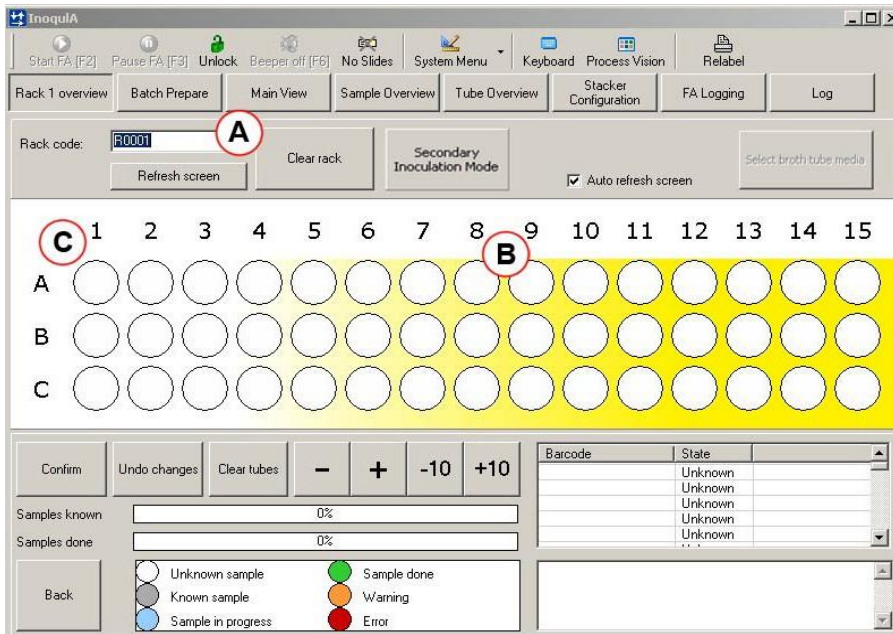 InoqulA
Start FA [F2] Pause FA [F3] Unlock Beeper off [F6] No Slides System Menu Keyboard Process Vision Relabel
Rack 1 overview Batch Prepare Main View Sample Overview Tube Overview Stacker Configuration FA Logging Log
Rack code: R0001 A
Refresh screen
Clear rack
Secondary
Inoculation Mode
Auto refresh screen
Select broth tube media
C 1 2 3 4 5 6 7 8 9 10 11 12 13 14 15
B
A
B
C
Confirm Undo changes Clear tubes - + -10 +10
Barcode State
Unknown
Unknown
Unknown
Unknown
Unknown
Samples known 0%
Samples done 0%
Back
Unknown sample Sample done
Known sample Warning
Sample in progress Error